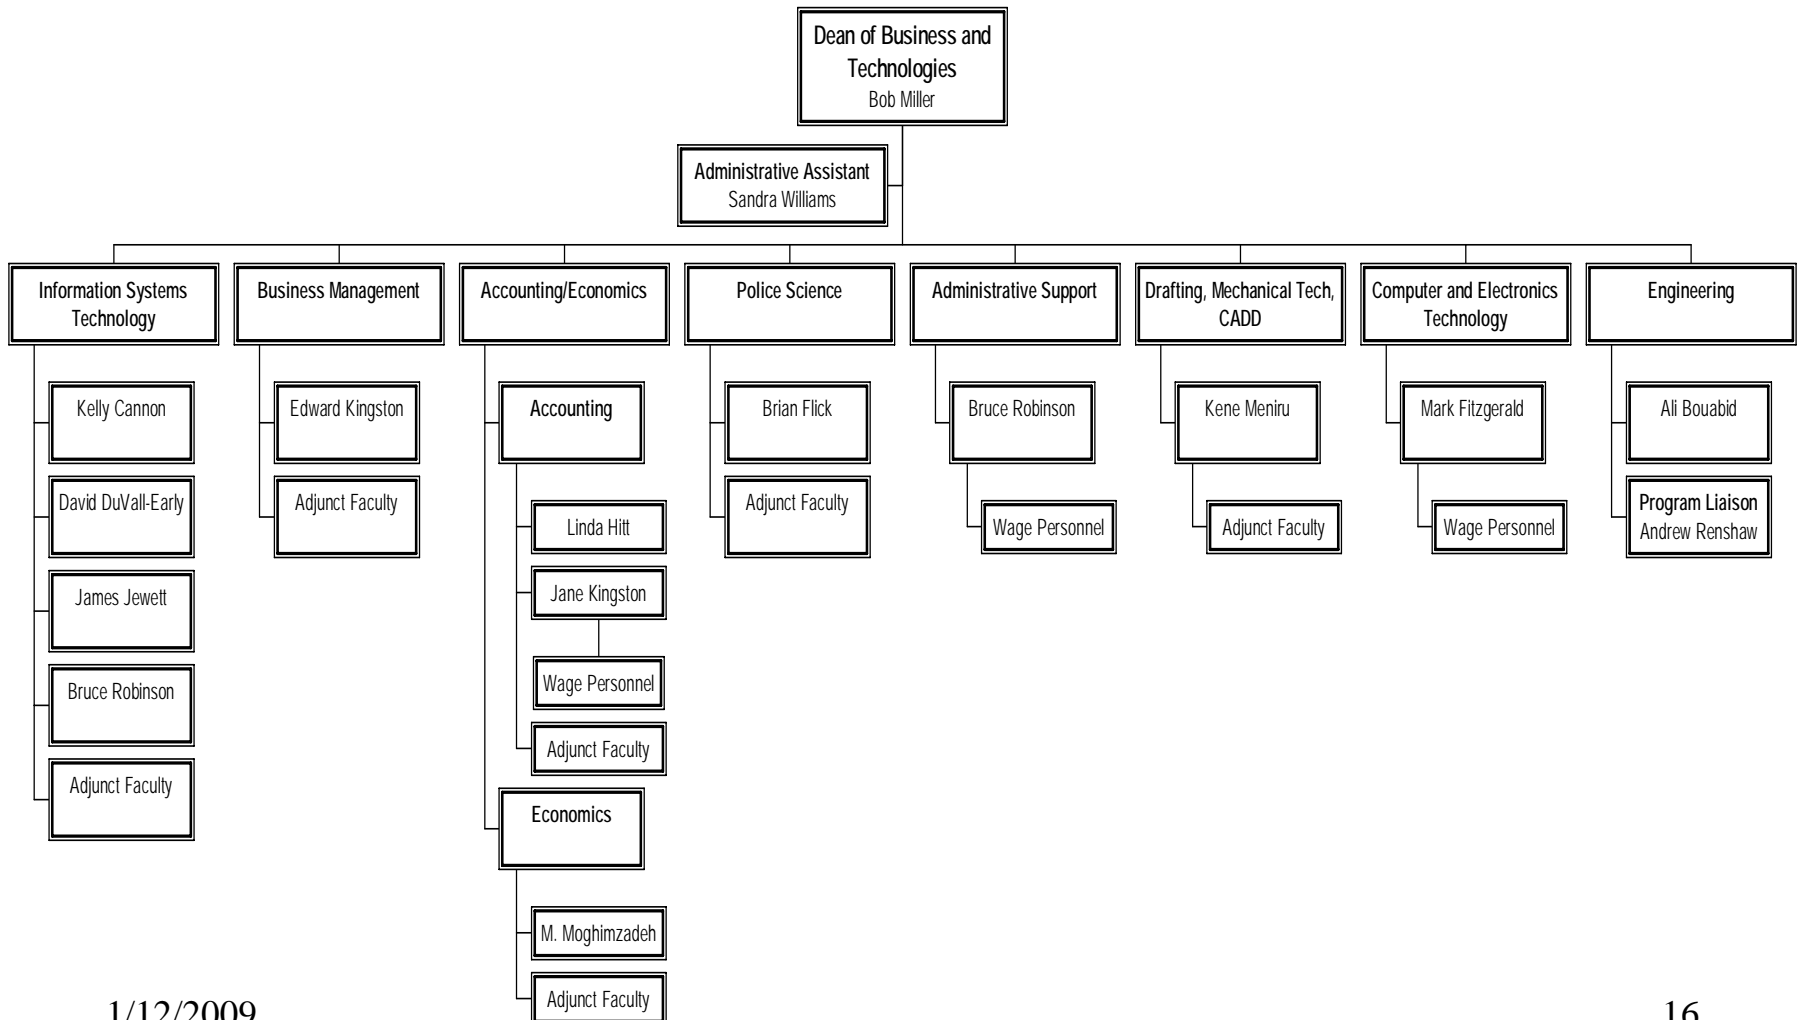 Dean of Business and
Technologies
Bob Miller
Administrative Assistant
Sandra Williams
Information Systems
Technology
Business Management
Accounting/Economics
Police Science
Administrative Support
Drafting, Mechanical Tech,
CADD
Computer and Electronics
Technology
Engineering
Kelly Cannon
David DuVall-Early
James Jewett
Bruce Robinson
Adjunct Faculty
Edward Kingston
Adjunct Faculty
Accounting
Linda Hitt
Jane Kingston
Wage Personnel
Adjunct Faculty
Economics
M. Moghimzadeh
Adjunct Faculty
Brian Flick
Adjunct Faculty
Bruce Robinson
Wage Personnel
Kene Meniru
Adjunct Faculty
Mark Fitzgerald
Wage Personnel
Ali Bouabid
Program Liaison
Andrew Renshaw
1/12/2009
16